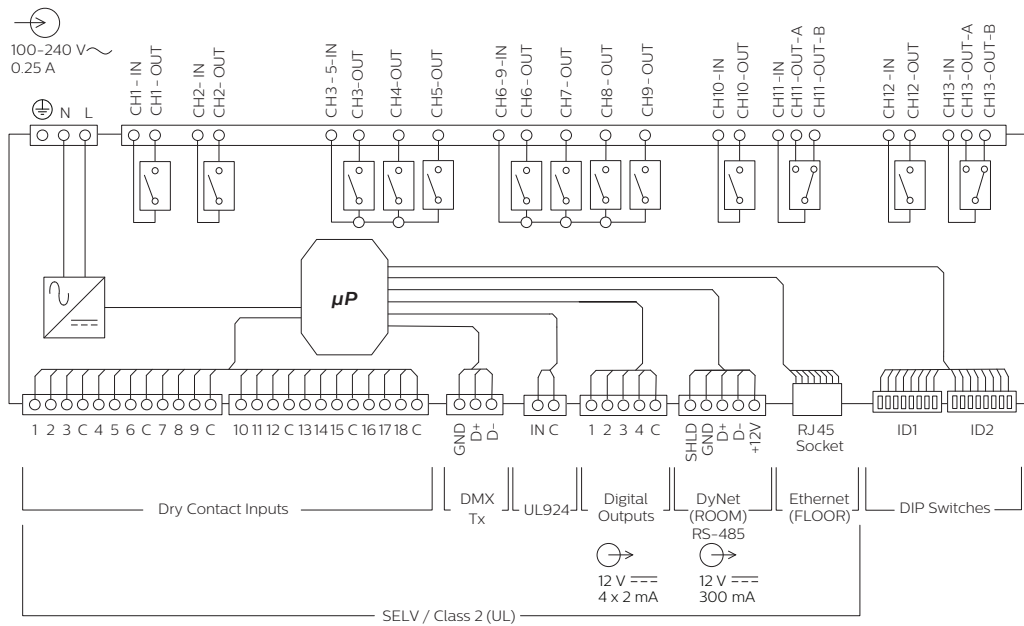 100-240 V
0.25 A
N L
CH1-IN
CH1-OUT
CH2-IN
CH2-OUT
CH3-5-IN
CH3-OUT
CH4-OUT
CH5-OUT
CH6-9-IN
CH6-OUT
CH7-OUT
CH8-OUT
CH9-OUT
CH10-IN
CH10-OUT
CH11-IN
CH11-OUT-A
CH11-OUT-B
CH12-IN
CH12-OUT
CH13-IN
CH13-OUT-A
CH13-OUT-B
µP
1 2 3 C 4 5 6 C 7 8 9 C
10 11 12 C 13 14 15 C 16 17 18 C
GND
D+
D-
IN C
1 2 3 4 C
SHLD
GND
D+
D-
+12V
RJ45
Socket
ID1
ID2
Dry Contact Inputs
DMX
Tx
UL924
Digital
Outputs
DyNet
(ROOM)
RS-485
Ethernet
(FLOOR)
DIP Switches
12 V
4 x 2 mA
12 V
300 mA
SELV / Class 2 (UL)